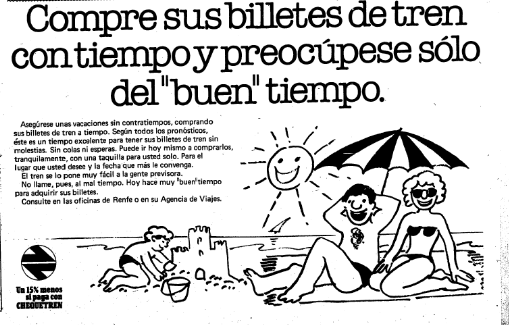 Compre sus billetes de tren
con tiempo y preocúpese sólo
del "buen" tiempo.
Asegúrese unas vacaciones sin contratiempos, comprando
sus billetes de tren a tiempo. Según todos los pronósticos,
éste es un tiempo excelente para tener sus billetes de tren sin
molestias. Sin colas ni esperas. Puede ir hoy mismo a comprarlos,
tranquilamente, con una taquilla para usted solo. Para el
lugar que usted desee y la fecha que más le convenga.
El tren se lo pone muy fácil a la gente previsora.
No llame, pues, al mal tiempo. Hoy hace muy "buen" tiempo
para adquirir sus billetes.
Consulte en las oficinas de Renfe o en su Agencia de Viajes.
Un 15% menos
si paga con
CHEQUETREN